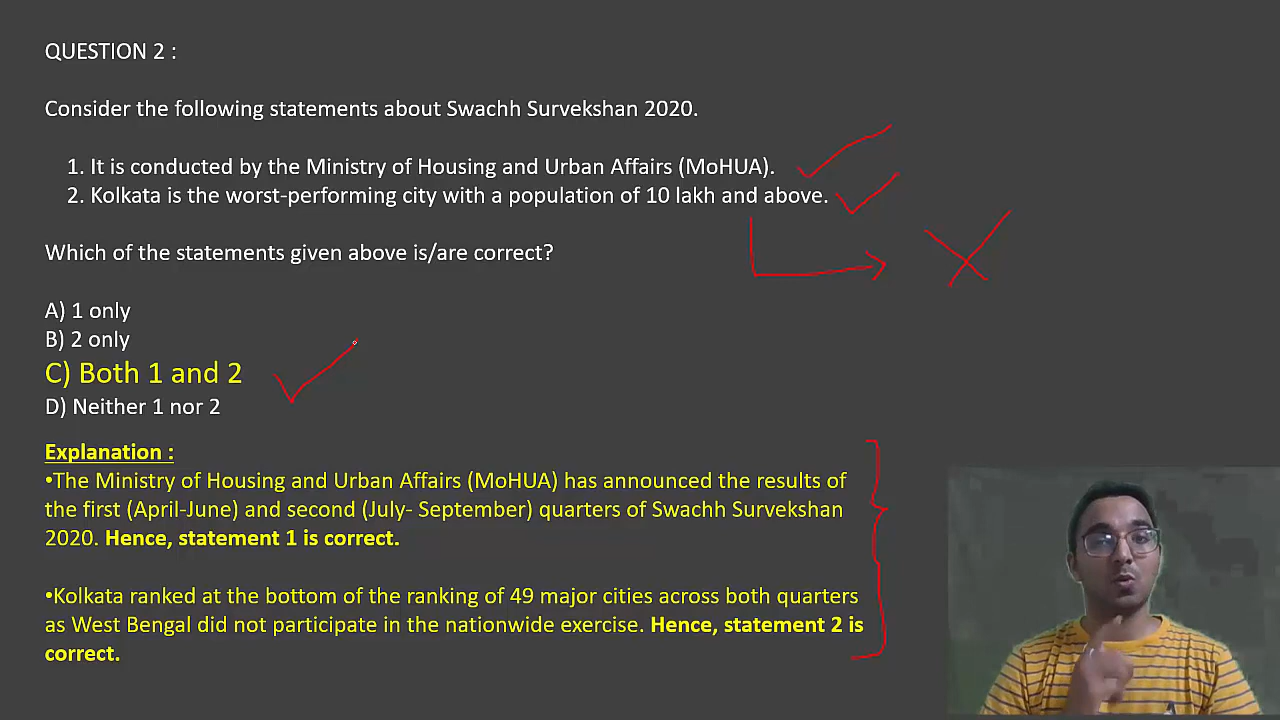 QUESTION 2 :
Consider the following statements about Swachh Survekshan 2020.
1. It is conducted by the Ministry of Housing and Urban Affairs (MoHUA).
2. Kolkata is the worst-performing city with a population of 10 lakh and above.
Which of the statements given above is/are correct?
A) 1 only
B) 2 only
C) Both 1 and 2
D) Neither 1 nor 2
Explanation :
•The Ministry of Housing and Urban Affairs (MoHUA) has announced the results of
the first (April-June) and second (July- September) quarters of Swachh Survekshan
2020. Hence, statement 1 is correct.
•Kolkata ranked at the bottom of the ranking of 49 major cities across both quarters
as West Bengal did not participate in the nationwide exercise. Hence, statement 2 is
correct.